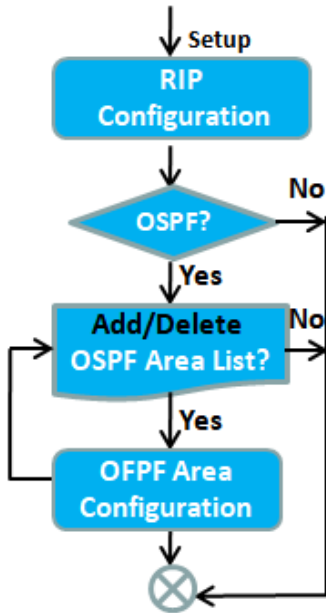 Setup
RIP
Configuration
OSPF?
No
Yes
Add/Delete
OSPF Area List?
No
Yes
OFPF Area
Configuration